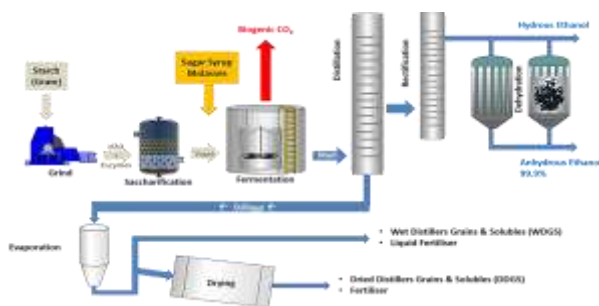 Biogenic CO₂
Hydrous Ethanol
Starch
(Grain)
Sugar Syrup
Molasses
Distillation
Rectification
Dehydration
Enzymes
Grind
Saccharification
Fermentation
Anhydrous Ethanol
99.9%
Stillage
Evaporation
Wet Distillers Grains & Solubles (WDGS)
Liquid Fertiliser
Drying
Dried Distillers Grains & Solubles (DDGS)
Fertiliser